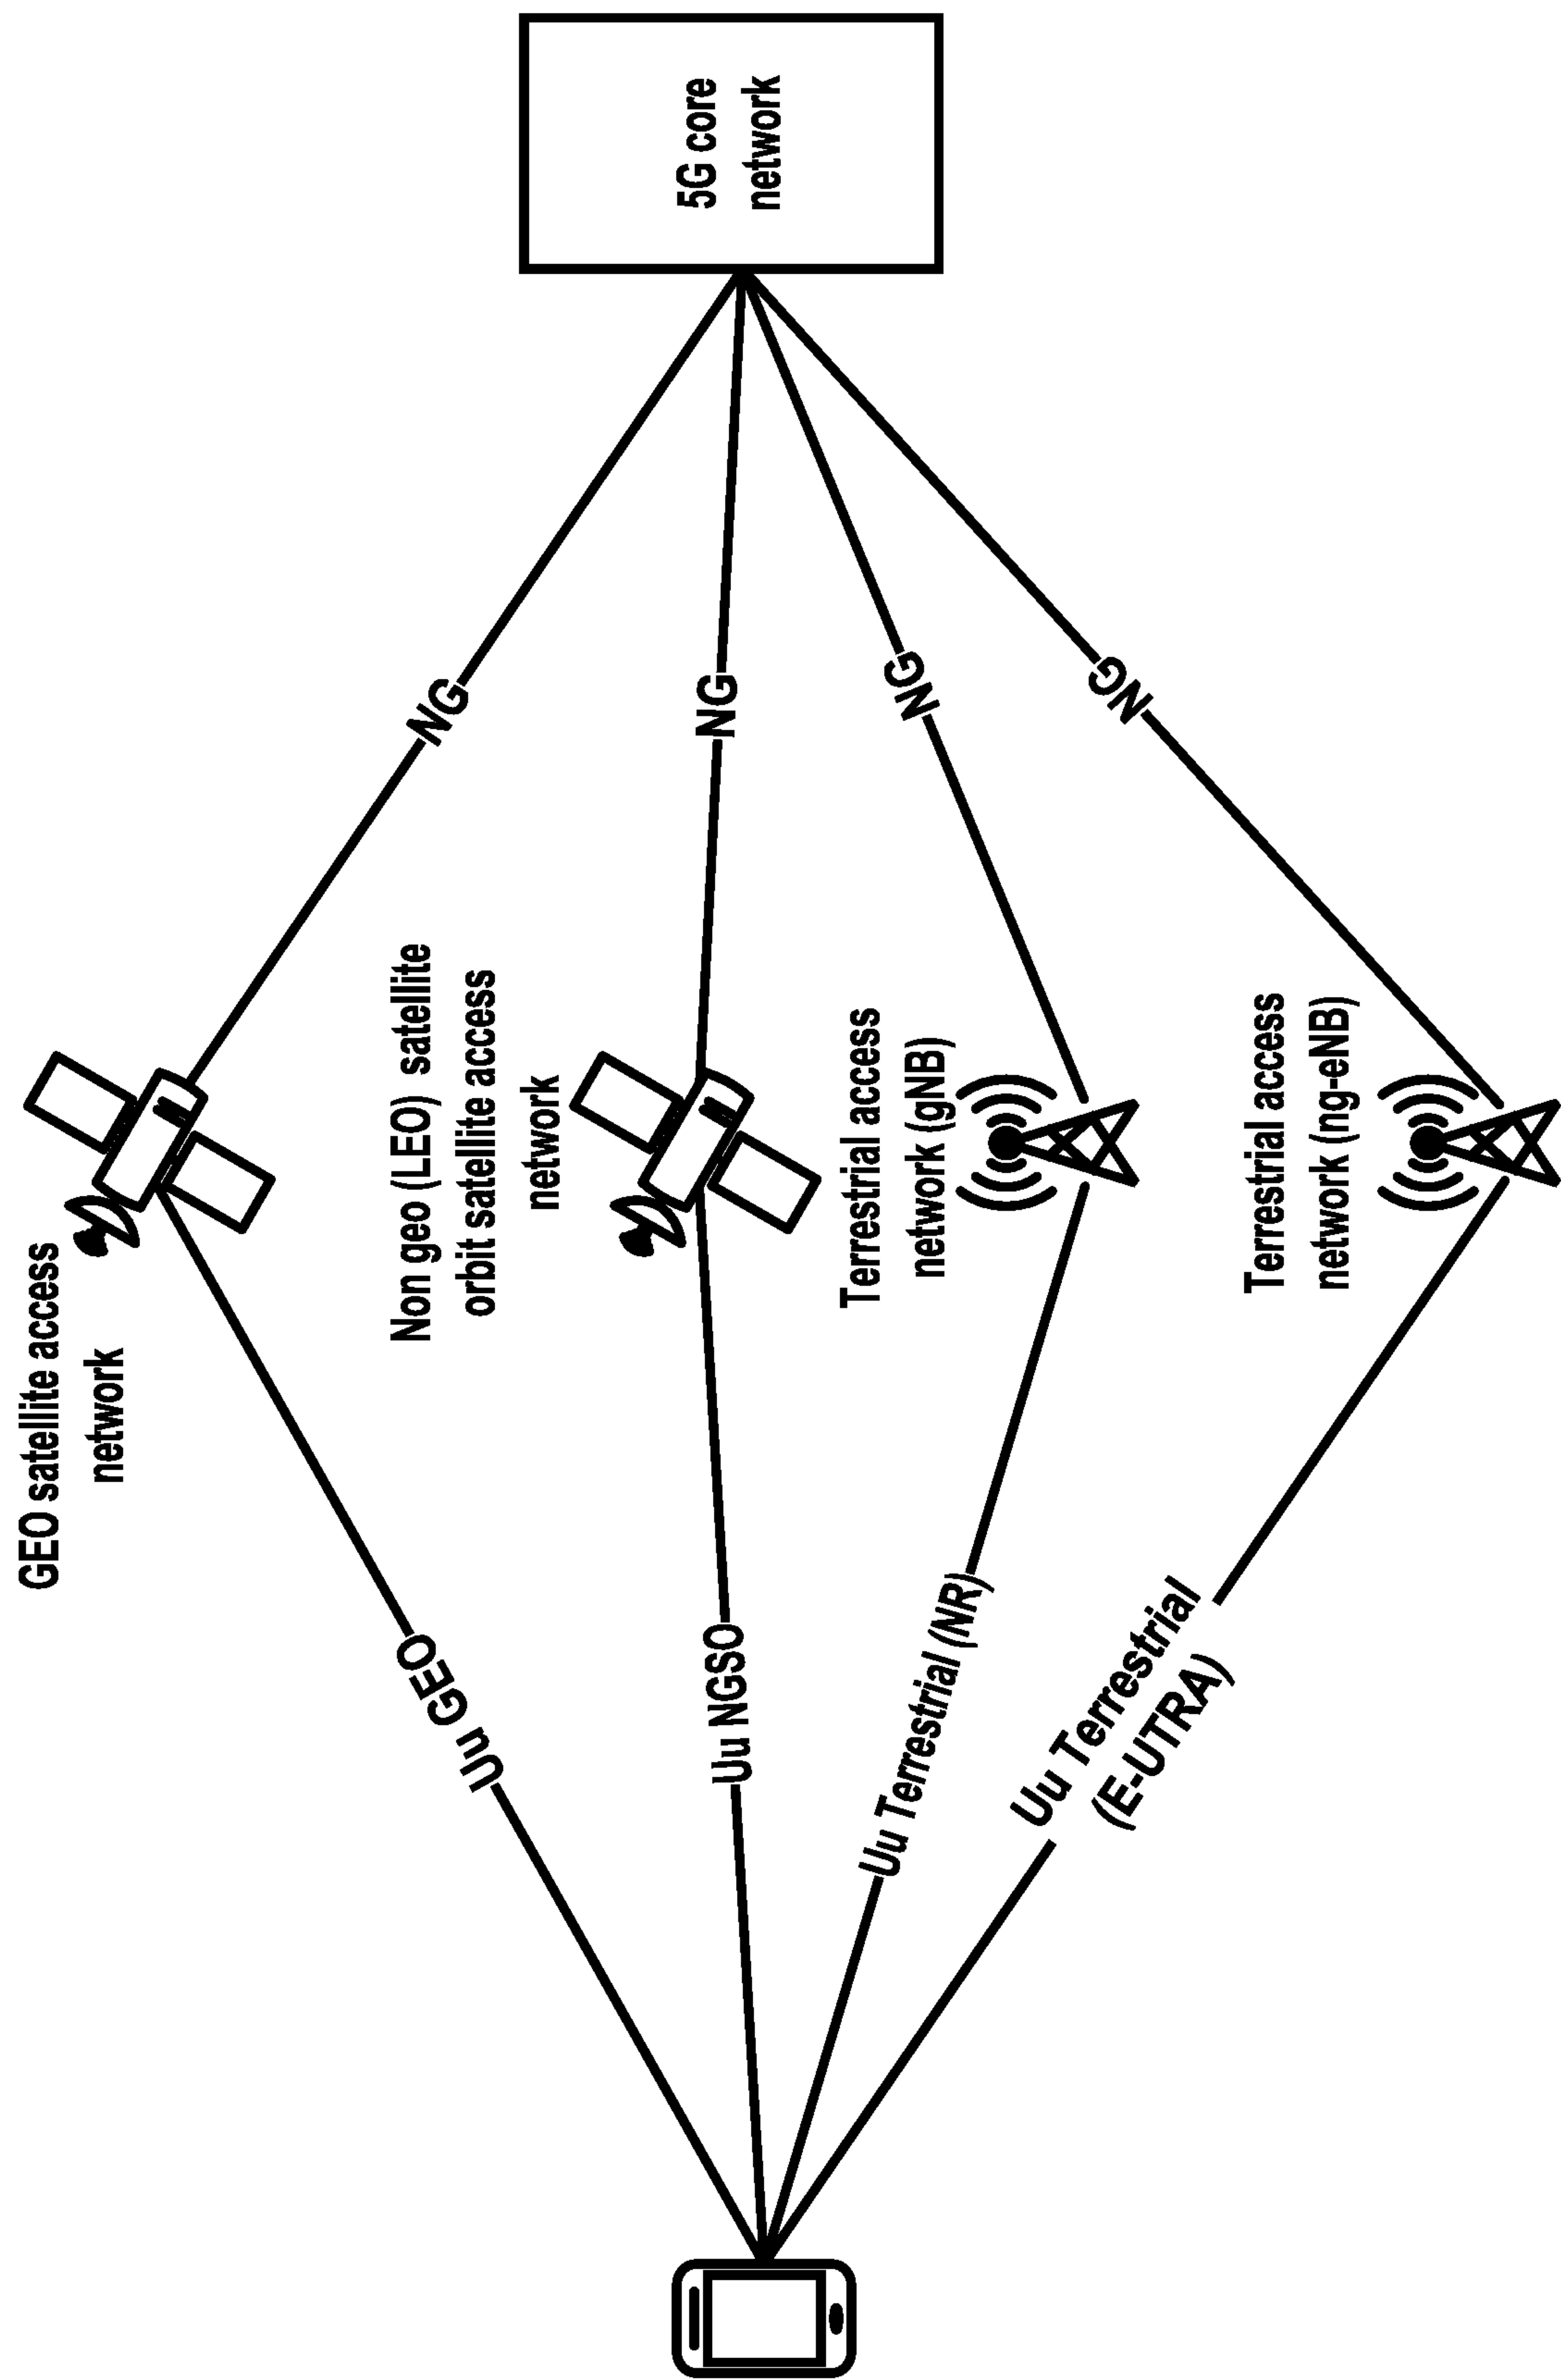 GEO satellite access
network
Uu GEO
NG
Non geo (LEO) satellite
orbit satellite access
network
Uu NGSO
NG
5G core
network
Terrestrial access
network (gNB)
Uu Terrestrial (NR)
NG
Terrestrial access
network (ng-eNB)
Uu Terrestrial
(E-UTRA)
NG